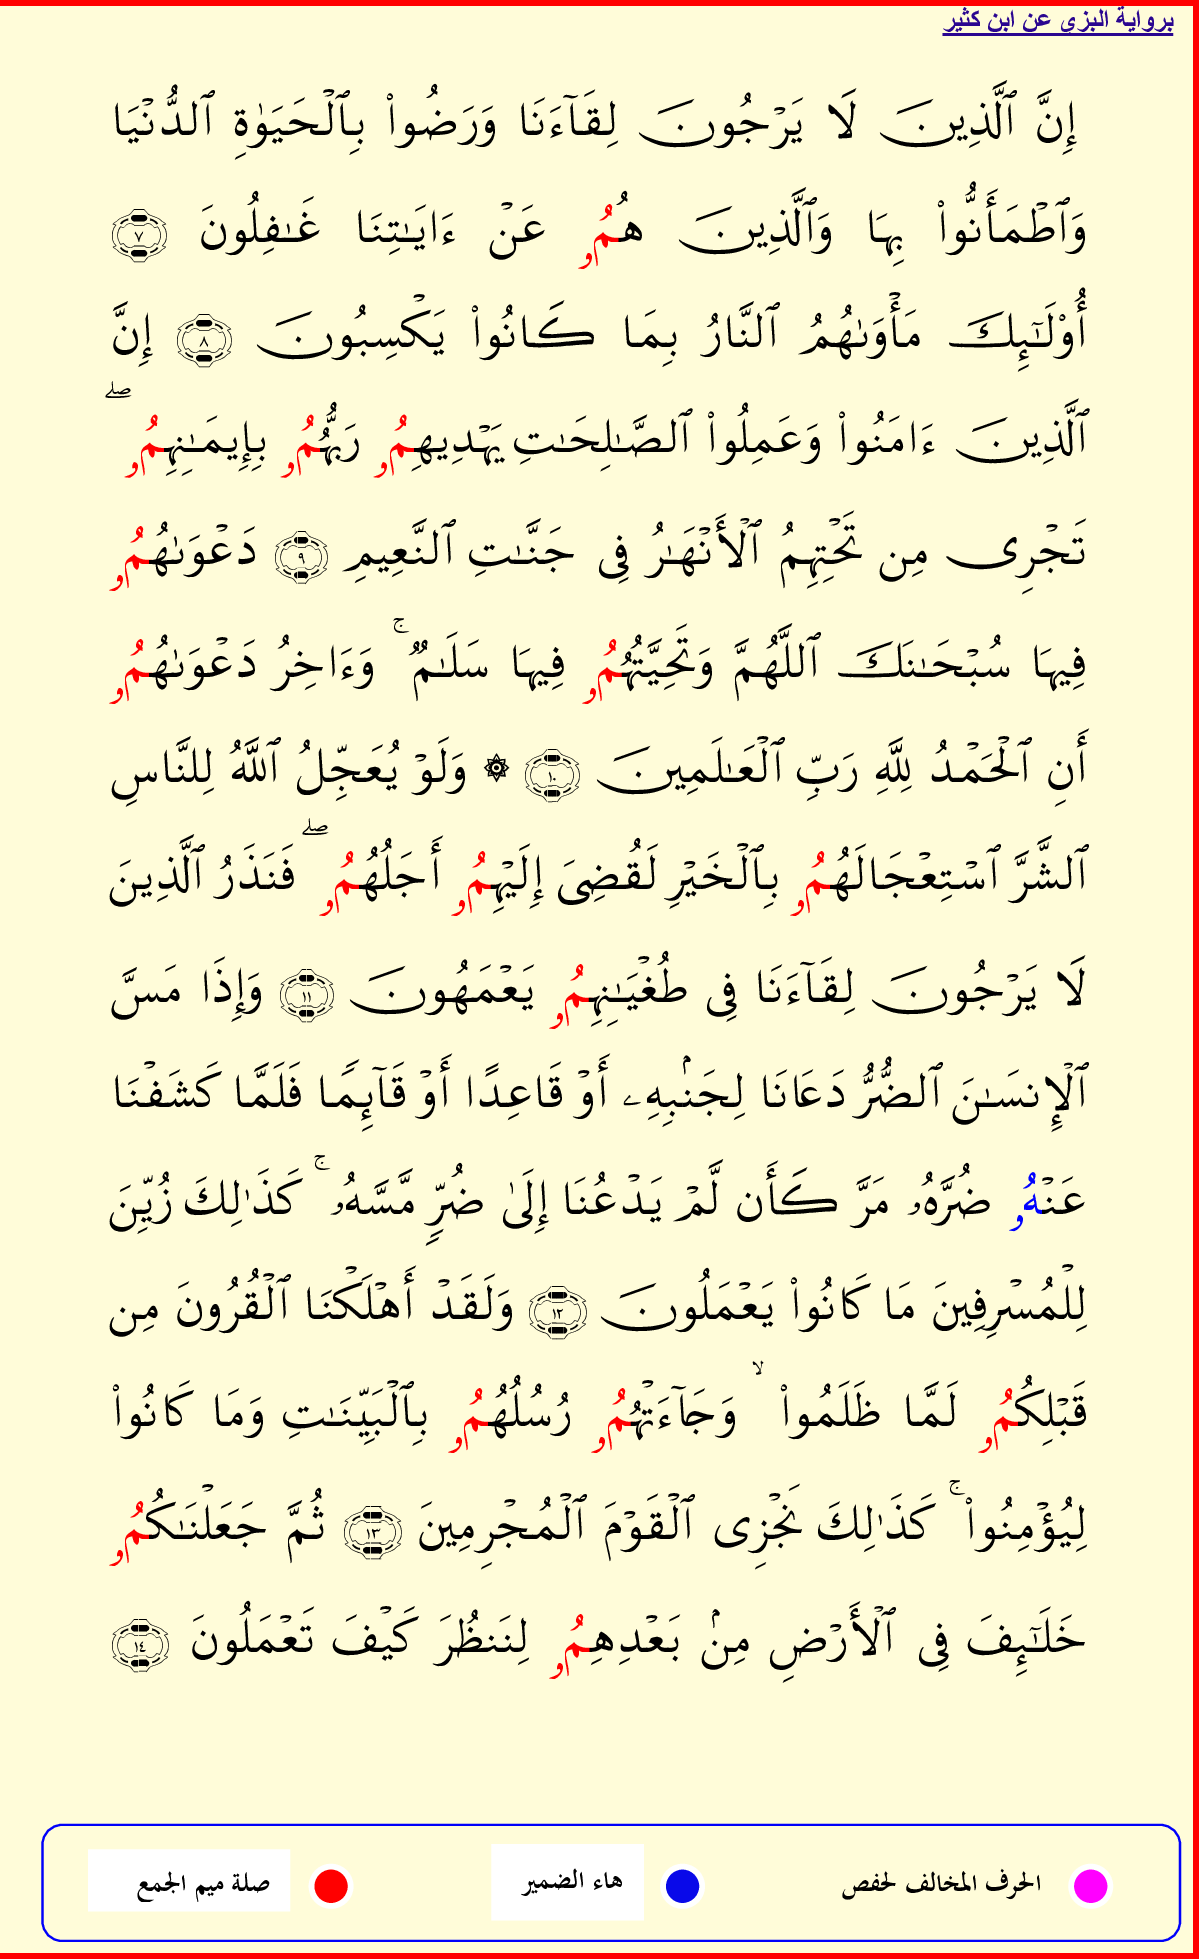 برواية البزى عن ابن كثير
إِنَّ ٱلَّذِينَ لَا يَرۡجُونَ لِقَآءَنَا وَرَضُواْ بِٱلۡحَيَوٰةِ ٱلدُّنۡيَا
وَٱطۡمَأَنُّواْ بِهَا وَٱلَّذِينَ هُمُۥ عَنۡ ءَايَٰتِنَا غَٰفِلُونَ ٧
أُوْلَٰٓئِكَ مَأۡوَىٰهُمُ ٱلنَّارُ بِمَا كَانُواْ يَكۡسِبُونَ ٨ إِنَّ
ٱلَّذِينَ ءَامَنُواْ وَعَمِلُواْ ٱلصَّٰلِحَٰتِ يَهۡدِيهِمُۥ رَبُّهُمُۥ بِإِيمَٰنِهِمُۥۖ
تَجۡرِى مِن تَحۡتِهِمُ ٱلۡأَنۡهَٰرُ فِى جَنَّٰتِ ٱلنَّعِيمِ ٩ دَعۡوَىٰهُمُۥ
فِيهَا سُبۡحَٰنَكَ ٱللَّهُمَّ وَتَحِيَّتُهُمُۥ فِيهَا سَلَٰمٞۚ وَءَاخِرُ دَعۡوَىٰهُمُۥ
أَنِ ٱلۡحَمۡدُ لِلَّهِ رَبِّ ٱلۡعَٰلَمِينَ ١٠ ۞ وَلَوۡ يُعَجِّلُ ٱللَّهُ لِلنَّاسِ
ٱلشَّرَّ ٱسۡتِعۡجَالَهُمُۥ بِٱلۡخَيۡرِ لَقُضِىَ إِلَيۡهِمُۥ أَجَلُهُمُۥۖ فَنَذَرُ ٱلَّذِينَ
لَا يَرۡجُونَ لِقَآءَنَا فِى طُغۡيَٰنِهِمُۥ يَعۡمَهُونَ ١١ وَإِذَا مَسَّ
ٱلۡإِنسَٰنَ ٱلضُّرُّ دَعَانَا لِجَنۢبِهِۦ أَوۡ قَاعِدًا أَوۡ قَآئِمًا فَلَمَّا كَشَفۡنَا
عَنۡهُۥ ضُرَّهُۥ مَرَّ كَأَن لَّمۡ يَدۡعُنَا إِلَىٰ ضُرّٖ مَّسَّهُۥۚ كَذَٰلِكَ زُيِّنَ
لِلۡمُسۡرِفِينَ مَا كَانُواْ يَعۡمَلُونَ ١٢ وَلَقَدۡ أَهۡلَكۡنَا ٱلۡقُرُونَ مِن
قَبۡلِكُمُۥ لَمَّا ظَلَمُواْۙ وَجَآءَتۡهُمُۥ رُسُلُهُمُۥ بِٱلۡبَيِّنَٰتِ وَمَا كَانُواْ
لِيُؤۡمِنُواْۚ كَذَٰلِكَ نَجۡزِى ٱلۡقَوۡمَ ٱلۡمُجۡرِمِينَ ١٣ ثُمَّ جَعَلۡنَٰكُمُۥ
خَلَٰٓئِفَ فِى ٱلۡأَرۡضِ مِنۢ بَعۡدِهِمُۥ لِنَنظُرَ كَيۡفَ تَعۡمَلُونَ ١٤
الحرف المخالف لحفص هاء الضمير صلة ميم الجمع